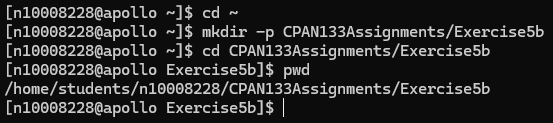 [n10008228@apollo ~]$ cd ~
[n10008228@apollo ~]$ mkdir -p CPAN133Assignments/Exercise5b
[n10008228@apollo ~]$ cd CPAN133Assignments/Exercise5b
[n10008228@apollo Exercise5b]$ pwd
/home/students/n10008228/CPAN133Assignments/Exercise5b
[n10008228@apollo Exercise5b]$